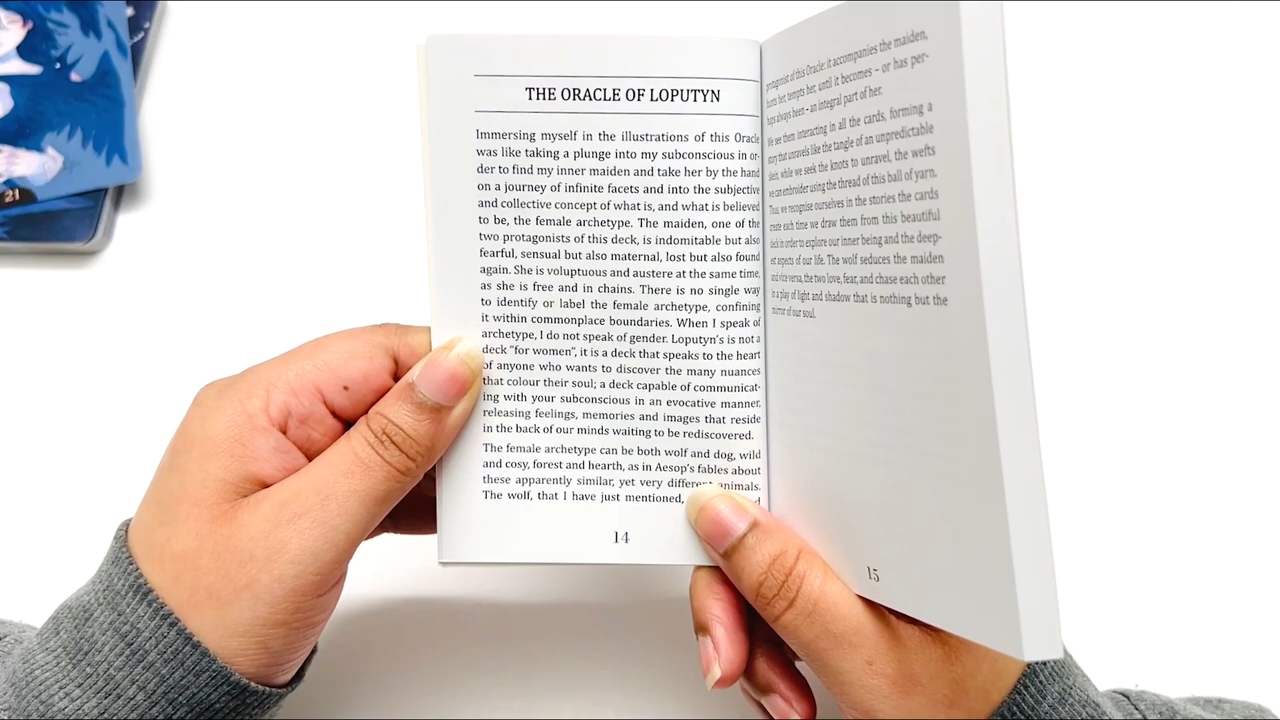 21
THE ORACLE OF LOPUTYN
Immersing myself in the illustrations of this Oracle
was like taking a plunge into my subconscious in or-
der to find my inner maiden and take her by the hand
on a journey of infinite facets and into the subjective
and collective concept of what is, and what is believed
to be, the female archetype. The maiden, one of the
two protagonists of this deck, is indomitable but also
fearful, sensual but also maternal, lost but also found
again. She is voluptuous and austere at the same time,
as she is free and in chains. There is no single way
to identify or label the female archetype, confining
it within commonplace boundaries. When I speak of
archetype, I do not speak of gender. Loputyn's is not a
deck "for women", it is a deck that speaks to the heart
of anyone who wants to discover the many nuances
that colour their soul; a deck capable of communicat-
ing with your subconscious in an evocative manner,
releasing feelings, memories and images that reside
in the back of our minds waiting to be rediscovered.
The female archetype can be both wolf and dog, wild
and cosy, forest and hearth, as in Aesop's fables about
these apparently similar, yet very different animals.
The wolf, that I have just mentioned,
14
protagonist of this Oracle: it accompanies the maiden,
hunts her, tempts her, until it becomes – or has per-
haps always been – an integral part of her.
We see them interacting in all the cards, forming a
story that unravels like the tangle of an unpredictable
skein, while we seek the knots to unravel, the wefts
we can embroider using the thread of this ball of yarn.
Thus, we recognise ourselves in the stories the cards
create each time we draw them from this beautiful
deck in order to explore our inner being and the deep-
est aspects of our life. The wolf seduces the maiden
and vice versa, the two love, fear, and chase each other
in a play of light and shadow that is nothing but the
mirror of our soul.
15